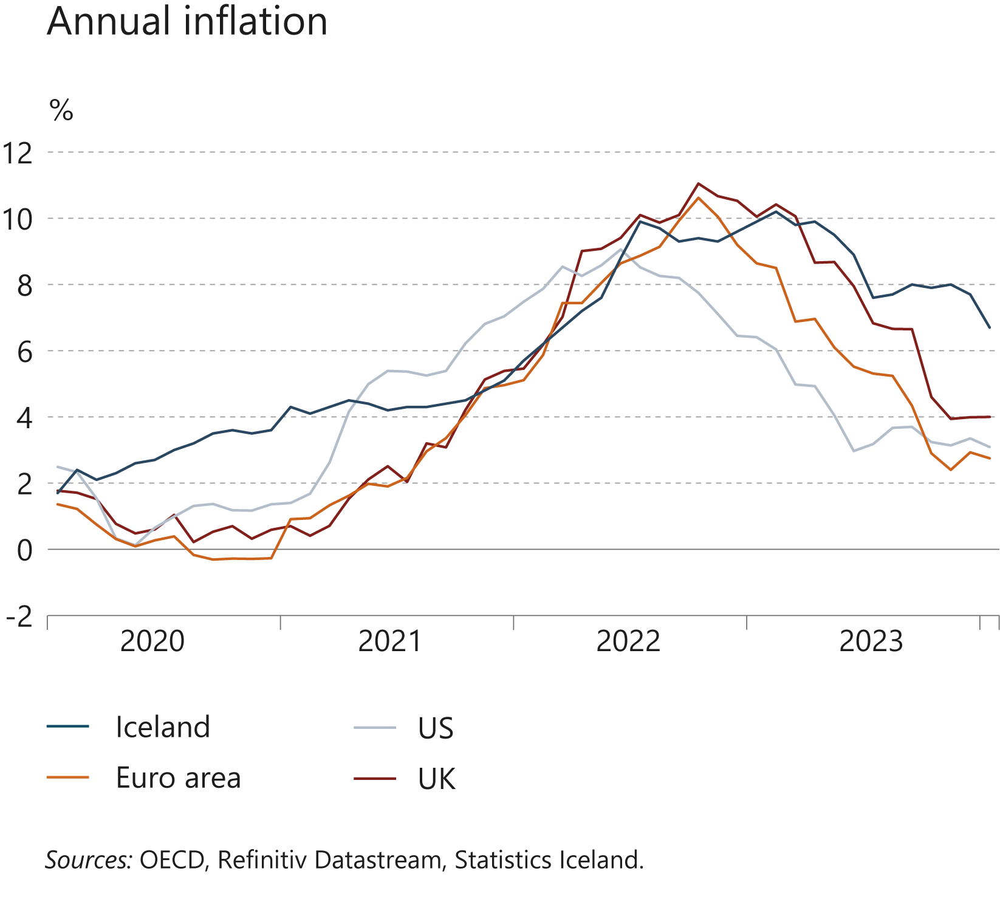 Annual inflation
%
12
10
8
6
4
2
0
-2
2020 2021 2022 2023
Iceland US
Euro area UK
Sources: OECD, Refinitiv Datastream, Statistics Iceland.